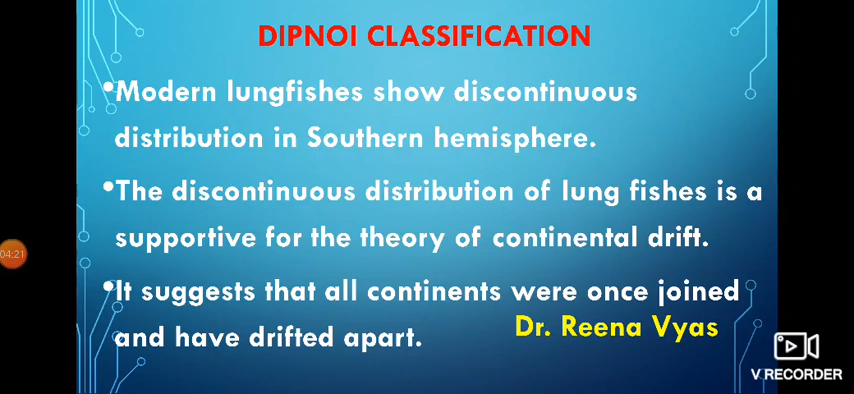 DIPNOI CLASSIFICATION
•Modern lungfishes show discontinuous
distribution in Southern hemisphere.
•The discontinuous distribution of lung fishes is a
supportive for the theory of continental drift.
•It suggests that all continents were once joined
and have drifted apart.
Dr. Reena Vyas
04:21
V RECORDER